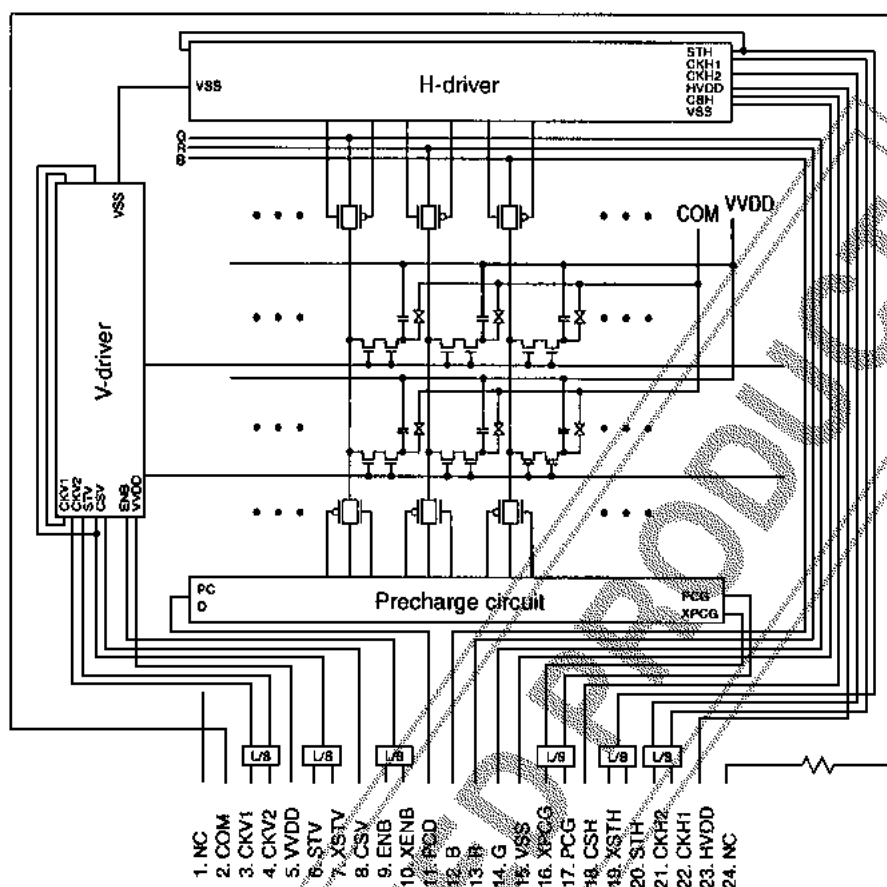 STH
CKH1
CKH2
HVDD
CSH
VSS
VSS
H-driver
G
R
B
COM
VVDD
VSS
V-driver
CKV1
CKV2
STV
CSV
ENB
VVDD
PC
D
Precharge circuit
PCG
XPCG
L/S
L/S
L/S
L/S
L/S
L/S
1. NC
2. COM
3. CKV1
4. CKV2
5. VVDD
6. STV
7. XSTV
8. CSV
9. ENB
10. XENB
11. PCD
12. B
13. R
14. G
15. VSS
16. XPCG
17. PCG
18. CSH
19. XSTH
20. STH
21. CKH2
22. CKH1
23. HVDD
24. NC
PRODUCT